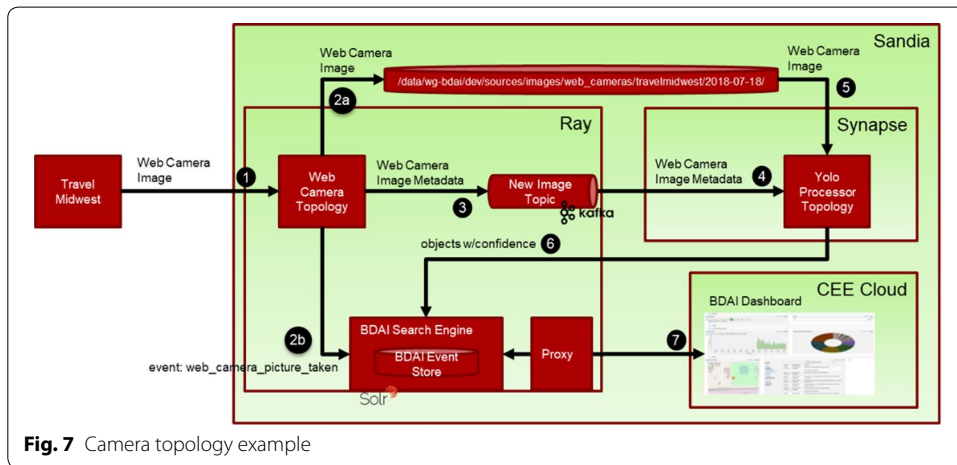 Sandia
Web Camera
Image
/data/wg-bdai/dev/sources/images/web_cameras/travelmidwest/2018-07-18/
Web Camera
Image
5
2a
Ray
Synapse
Travel
Midwest
Web Camera
Image
1
Web
Camera
Topology
Web Camera
Image Metadata
3
New Image
Topic
kafka
Web Camera
Image Metadata
4
Yolo
Processor
Topology
objects w/confidence
6
2b
event: web_camera_picture_taken
BDAI Search Engine
BDAI Event
Store
Solr
Proxy
7
CEE Cloud
BDAI Dashboard
Fig. 7 Camera topology example